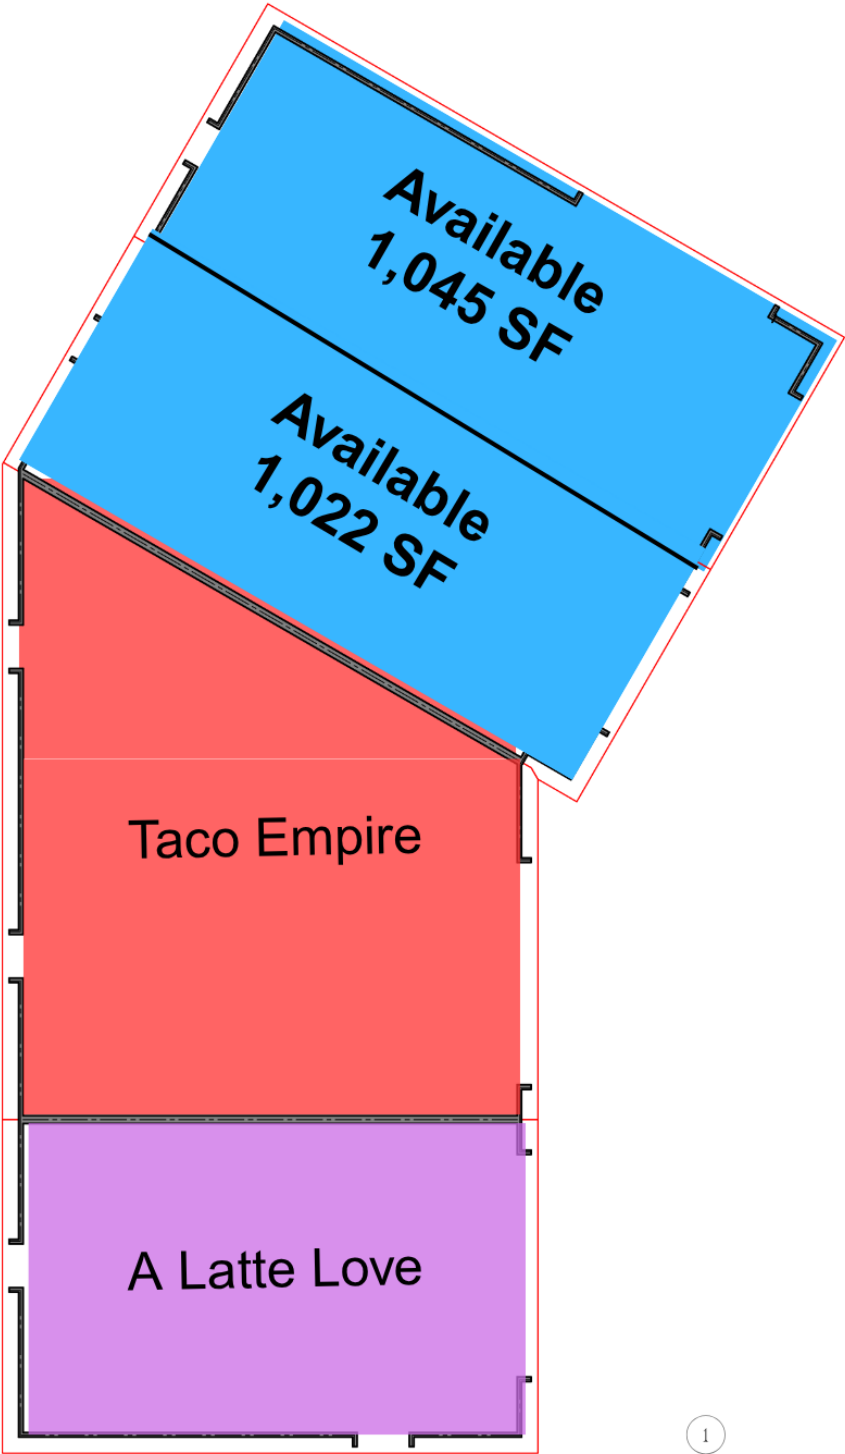 Available
1,045 SF
Available
1,022 SF
Taco Empire
A Latte Love
1